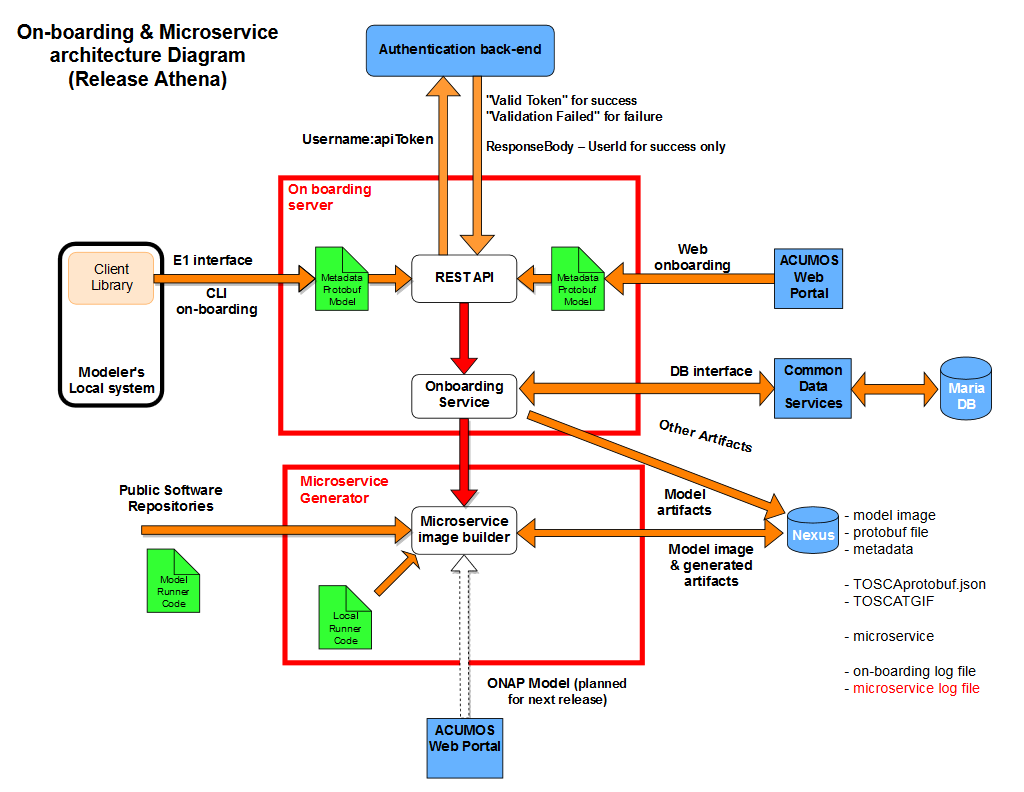 On-boarding & Microservice
architecture Diagram
(Release Athena)
Authentication back-end
"Valid Token" for success
"Validation Failed" for failure
Username:apiToken
ResponseBody – UserId for success only
On boarding
server
Client
Library
E1 interface
CLI
on-boarding
Metadata
Protobuf
Model
REST API
Metadata
Protobuf
Model
Web
onboarding
ACUMOS
Web
Portal
Modeler's
Local system
Onboarding
Service
DB interface
Common
Data
Services
Maria
DB
Other Artifacts
Microservice
Generator
Public Software
Repositories
Microservice
image builder
Model
artifacts
Model image
& generated
artifacts
Nexus
- model image
- protobuf file
- metadata
- TOSCAprotobuf.json
- TOSCATGIF
- microservice
- on-boarding log file
- microservice log file
Model
Runner
Code
Local
Runner
Code
ONAP Model (planned
for next release)
ACUMOS
Web Portal